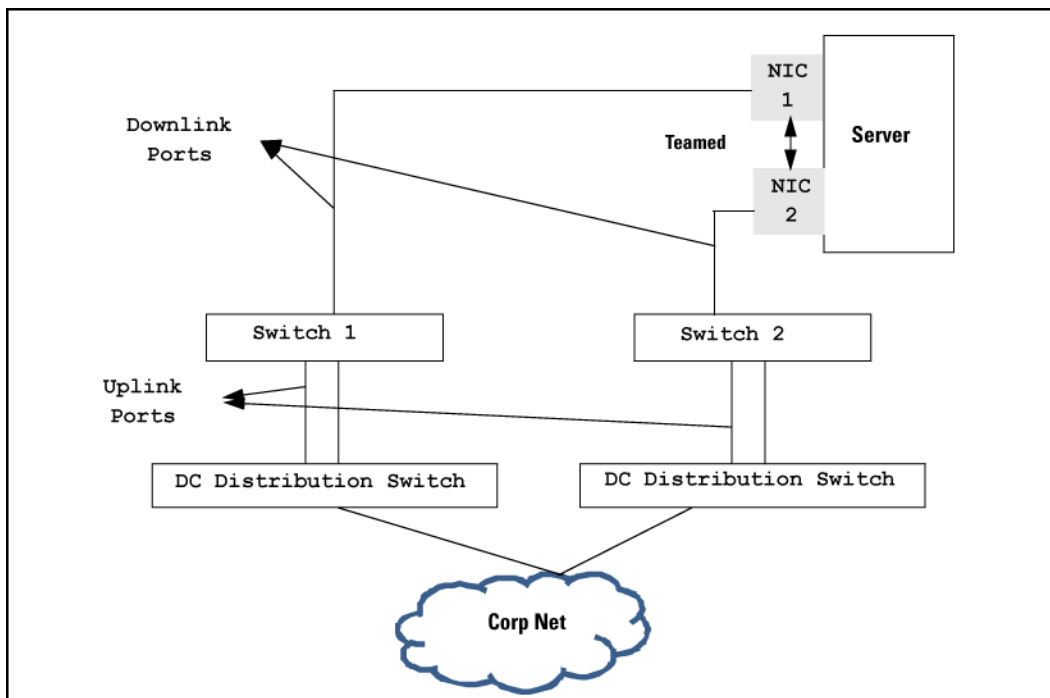 NIC
1
Downlink
Ports
Teamed
Server
NIC
2
Switch 1
Switch 2
Uplink
Ports
DC Distribution Switch
DC Distribution Switch
Corp Net